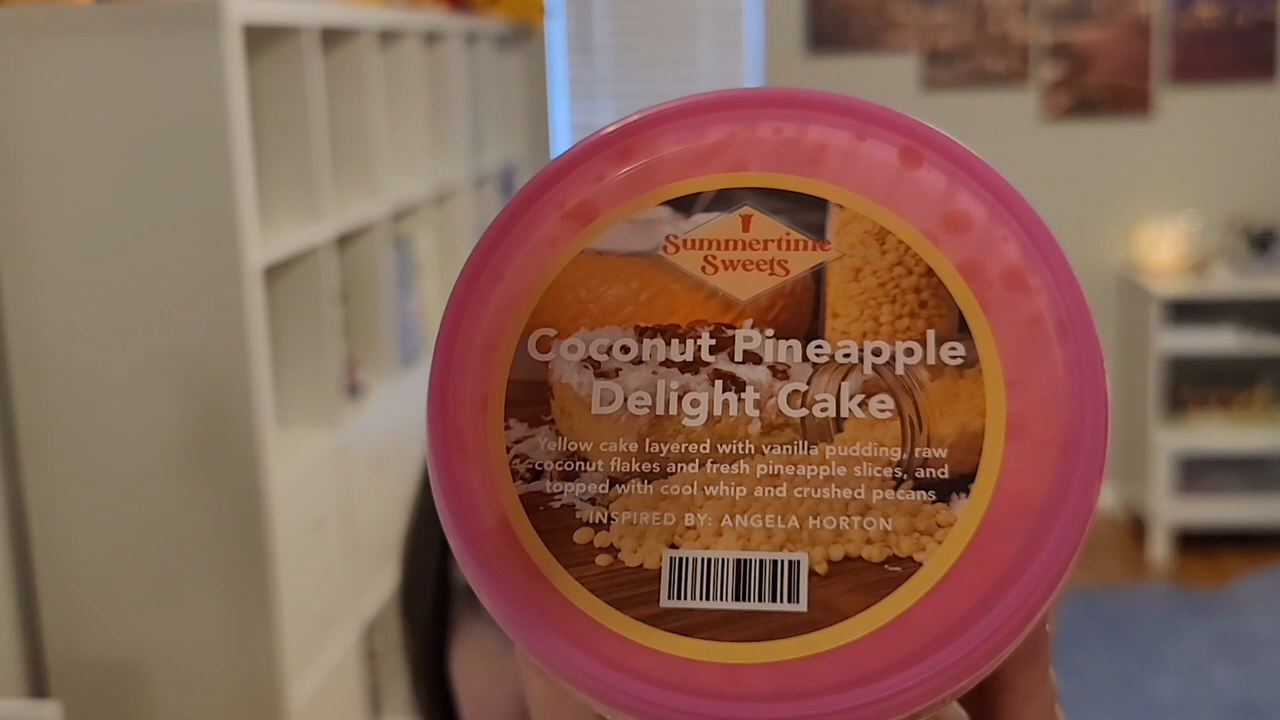 Summertime
Sweets
Coconut Pineapple
Delight Cake
Yellow cake layered with vanilla pudding, raw
coconut flakes and fresh pineapple slices, and
topped with cool whip and crushed pecans
INSPIRED BY: ANGELA HORTON